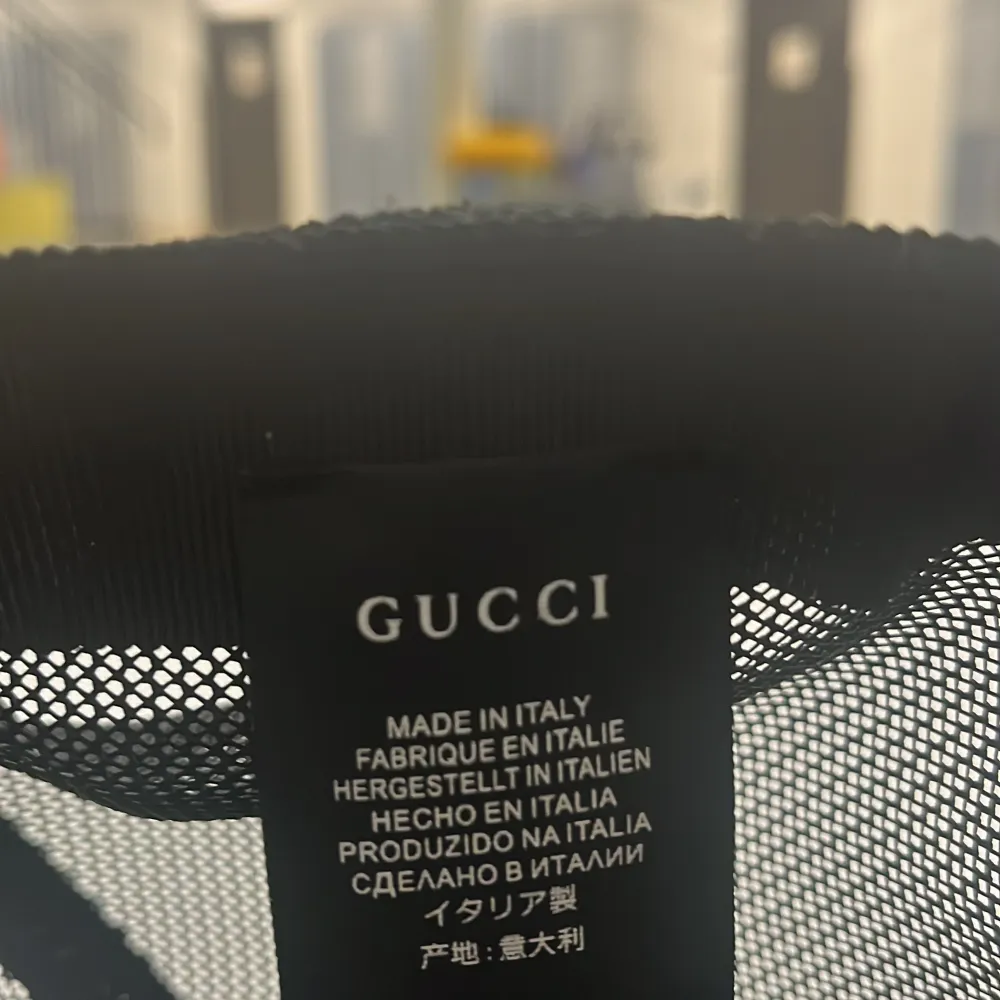 GUCCI
MADE IN ITALY
FABRIQUE EN ITALIE
HERGESTELLT IN ITALIEN
HECHO EN ITALIA
PRODUZIDO NA ITALIA
СДЕЛАНО В ИТАЛИИ
イタリア製
产地:意大利